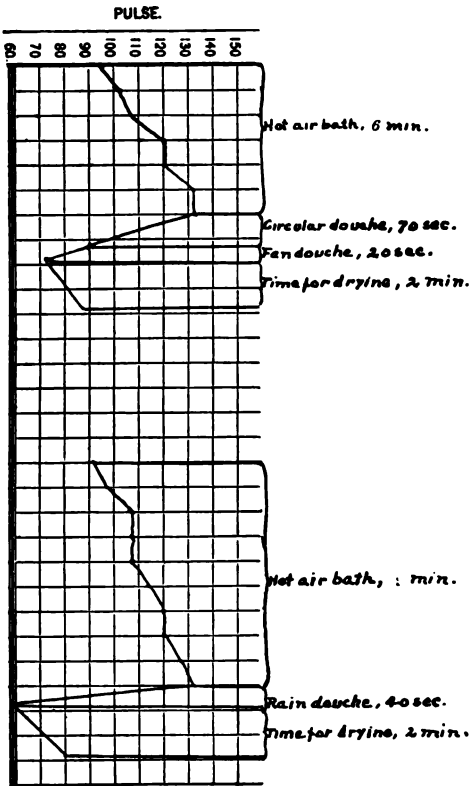 PULSE.
60. 70 80 90 100 110 120 130 140 150
Hot air bath, 6 min.
Circular douche, 70 sec.
Fan douche, 20 sec.
Time for drying, 2 min.
Hot air bath, : min.
Rain douche, 40 sec.
Time for drying, 2 min.